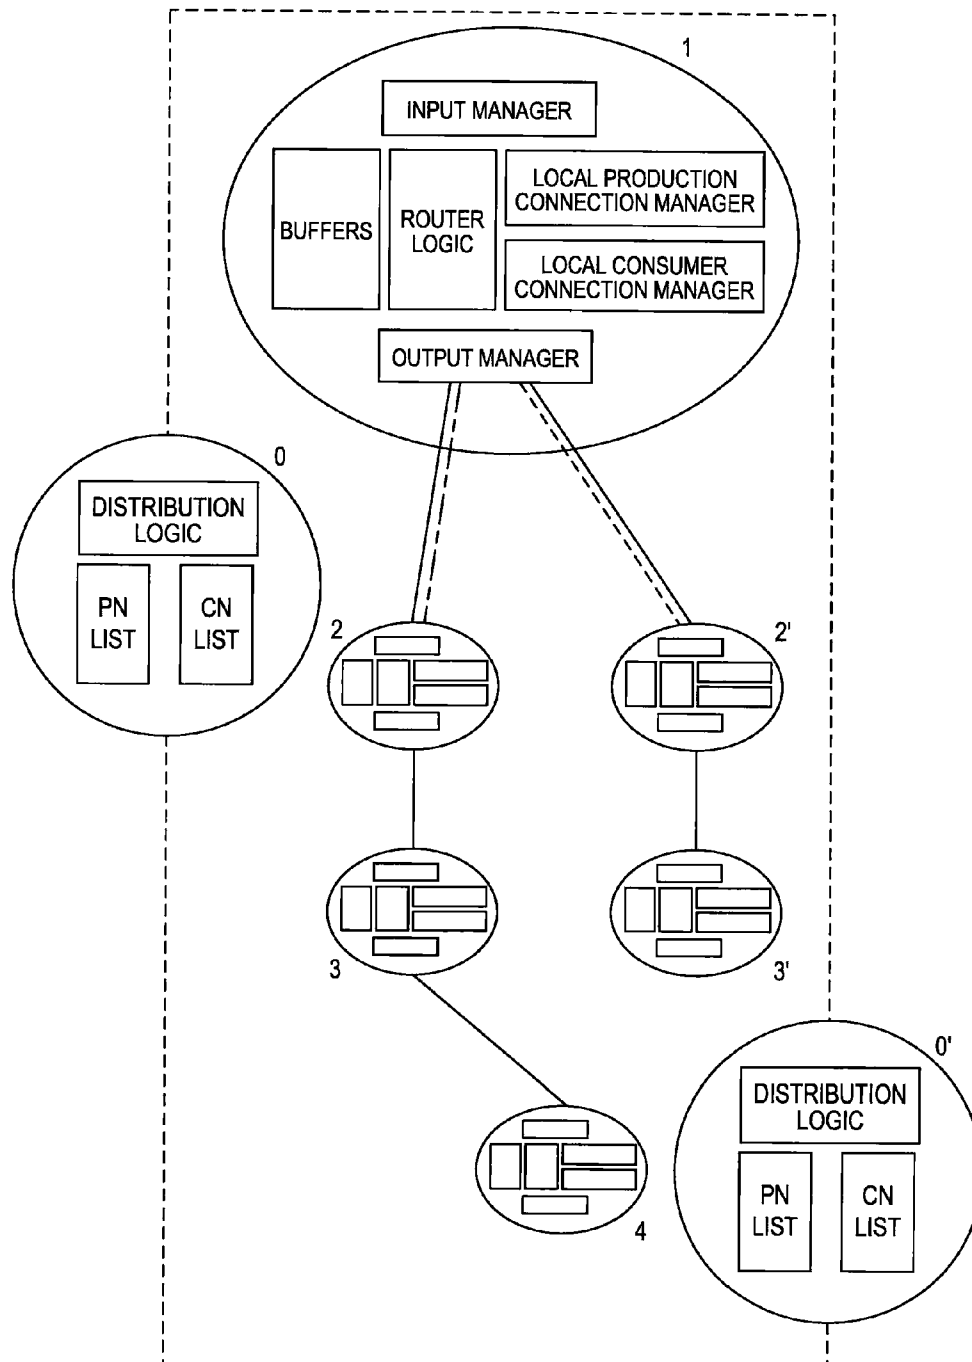 1
INPUT MANAGER
BUFFERS
ROUTER
LOGIC
LOCAL PRODUCTION
CONNECTION MANAGER
LOCAL CONSUMER
CONNECTION MANAGER
OUTPUT MANAGER
0
DISTRIBUTION
LOGIC
PN
LIST
CN
LIST
2
2'
3
3'
0'
DISTRIBUTION
LOGIC
PN
LIST
CN
LIST
4